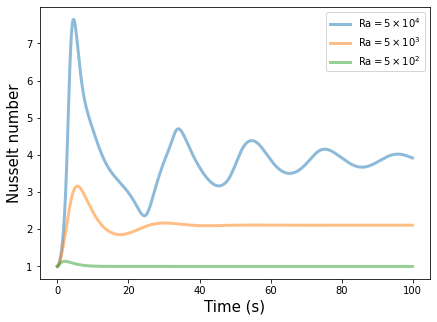 Ra = 5 × 10⁴
Ra = 5 × 10³
Ra = 5 × 10²
Nusselt number
7
6
5
4
3
2
1
0 20 40 60 80 100
Time (s)